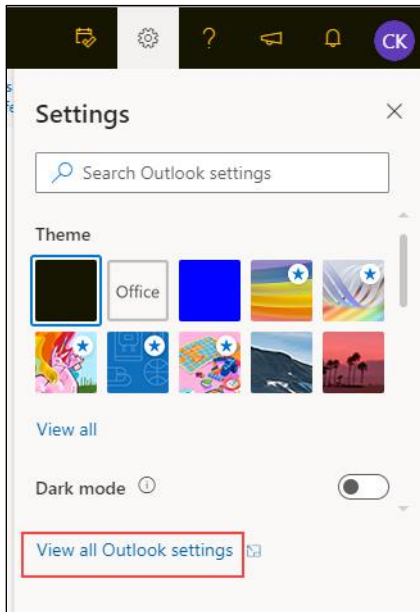 CK
Settings
Search Outlook settings
Theme
Office
View all
Dark mode
View all Outlook settings